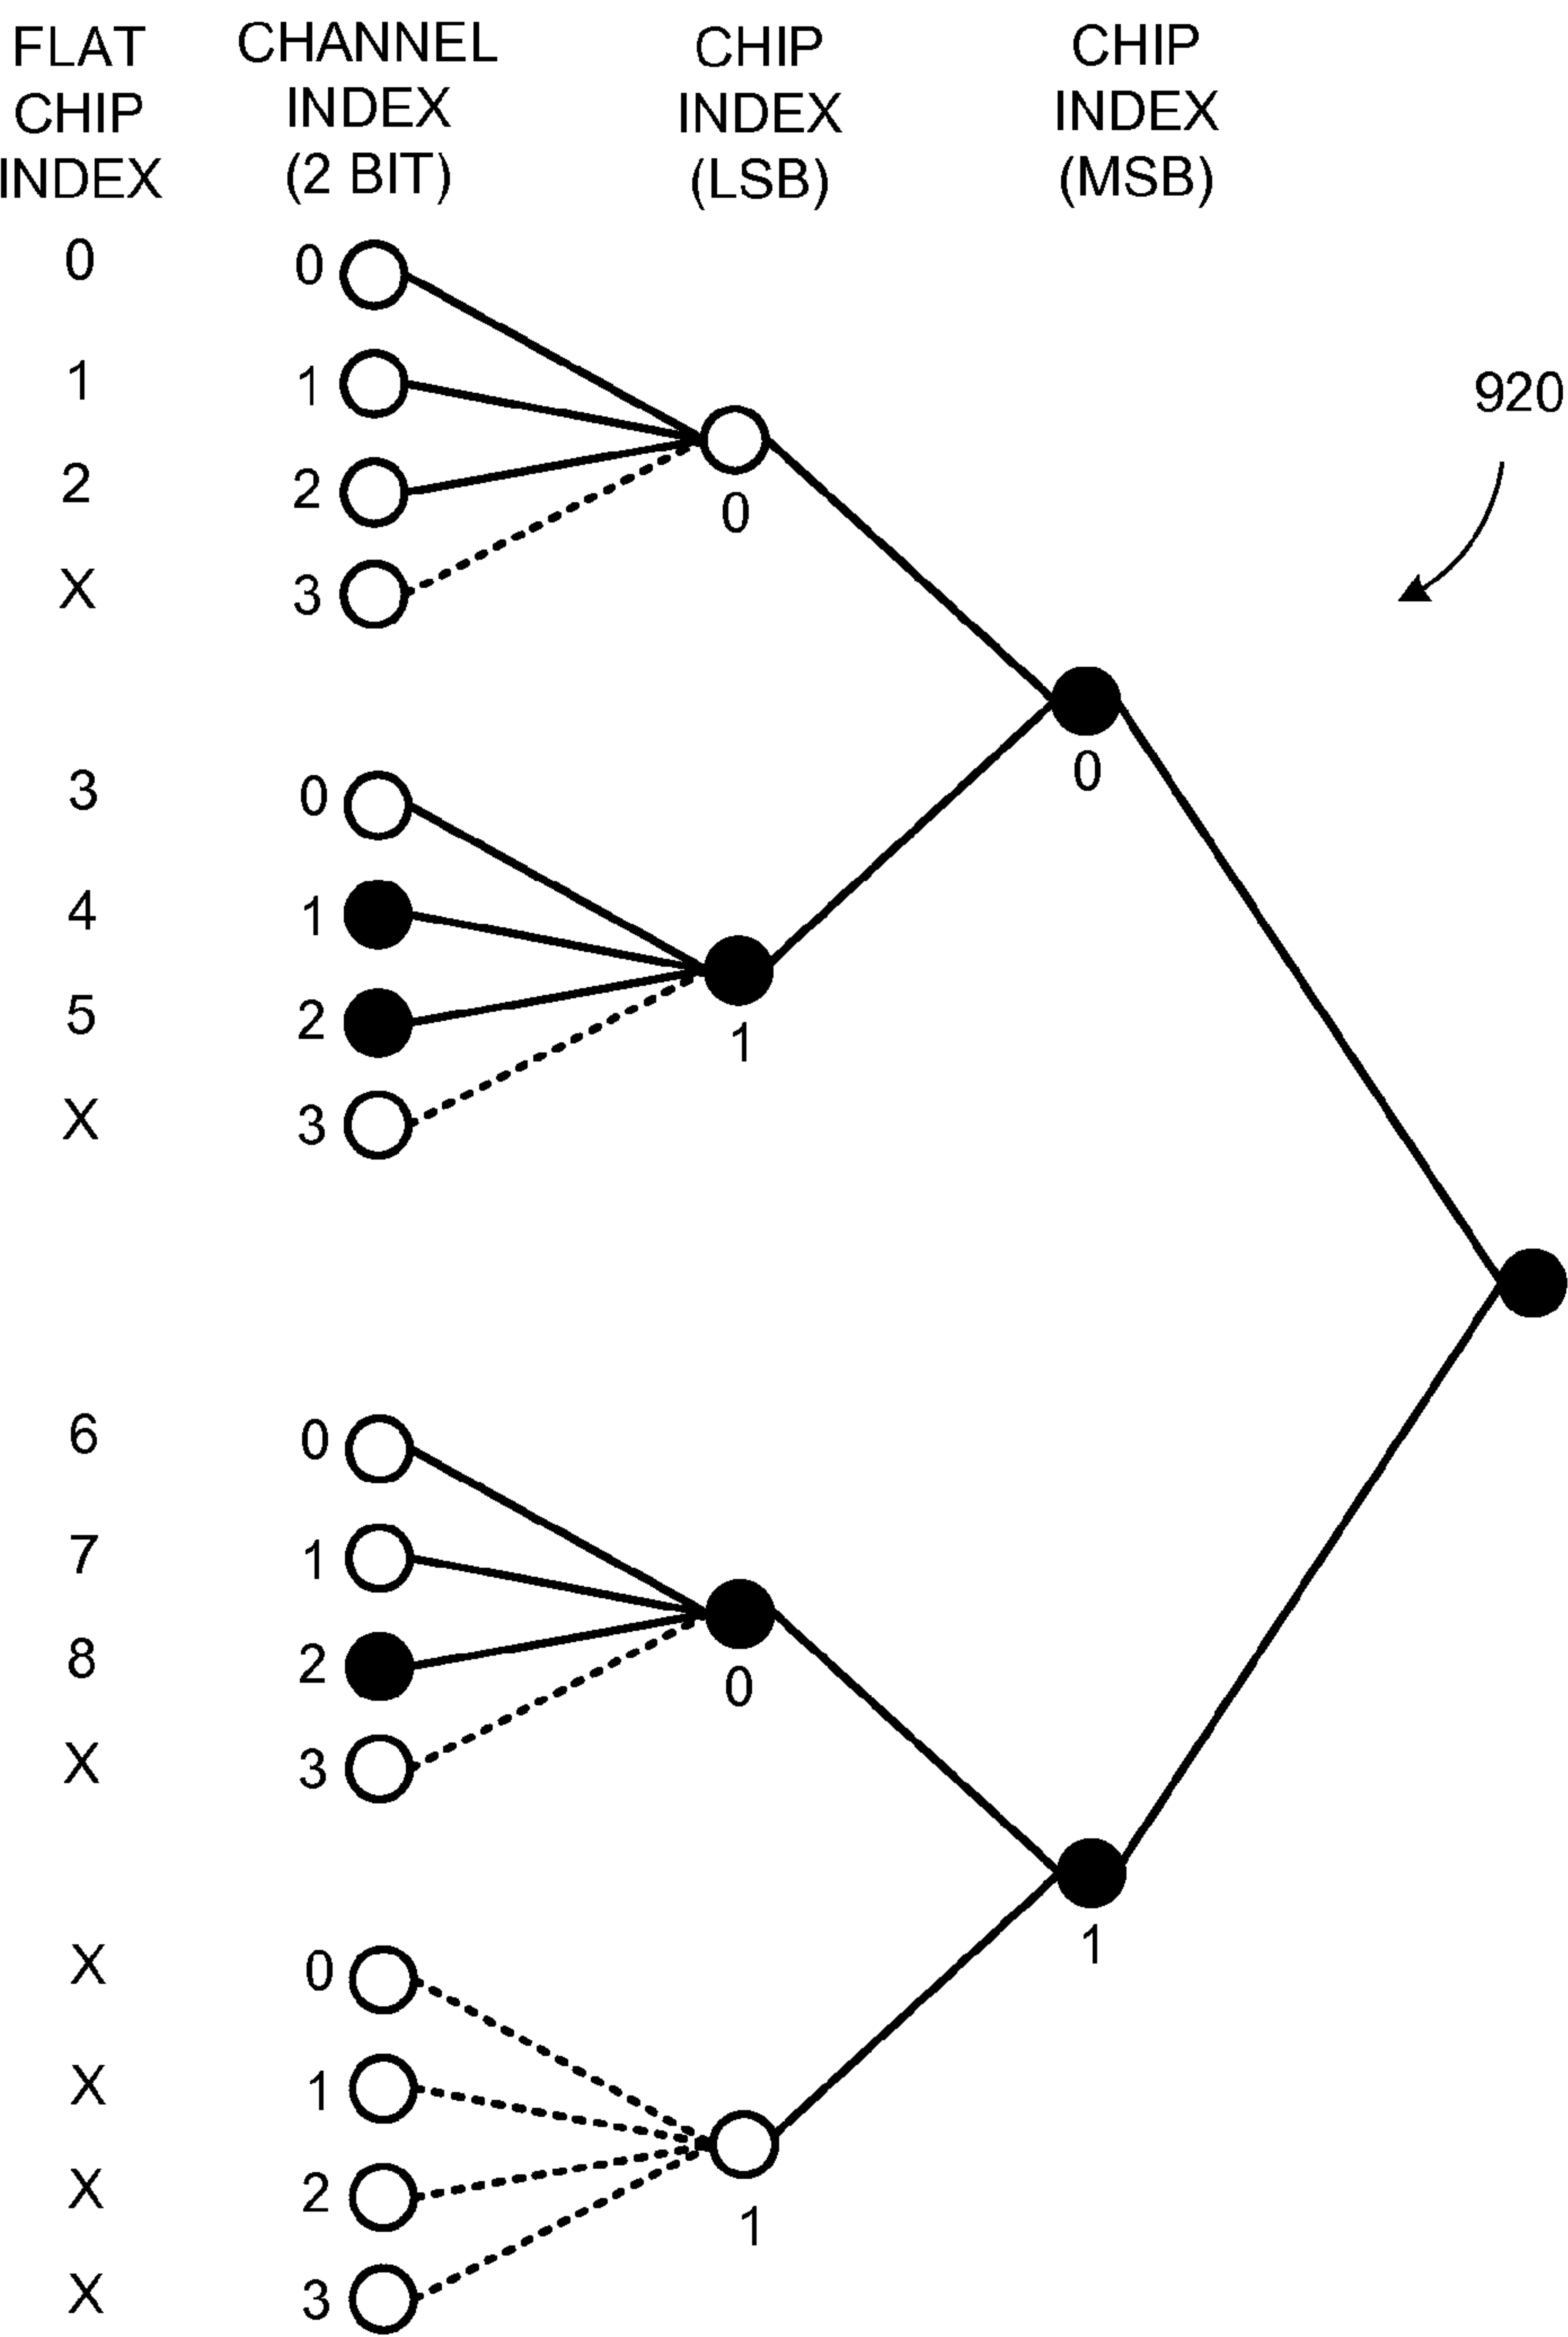 FLAT CHIP INDEX
CHANNEL INDEX (2 BIT)
CHIP INDEX (LSB)
CHIP INDEX (MSB)
0 0
1 1
920
2 2
0
X 3
0
3 0
4 1
5 2
1
X 3
6 0
7 1
8 2
0
X 3
1
X 0
X 1
X 2
1
X 3